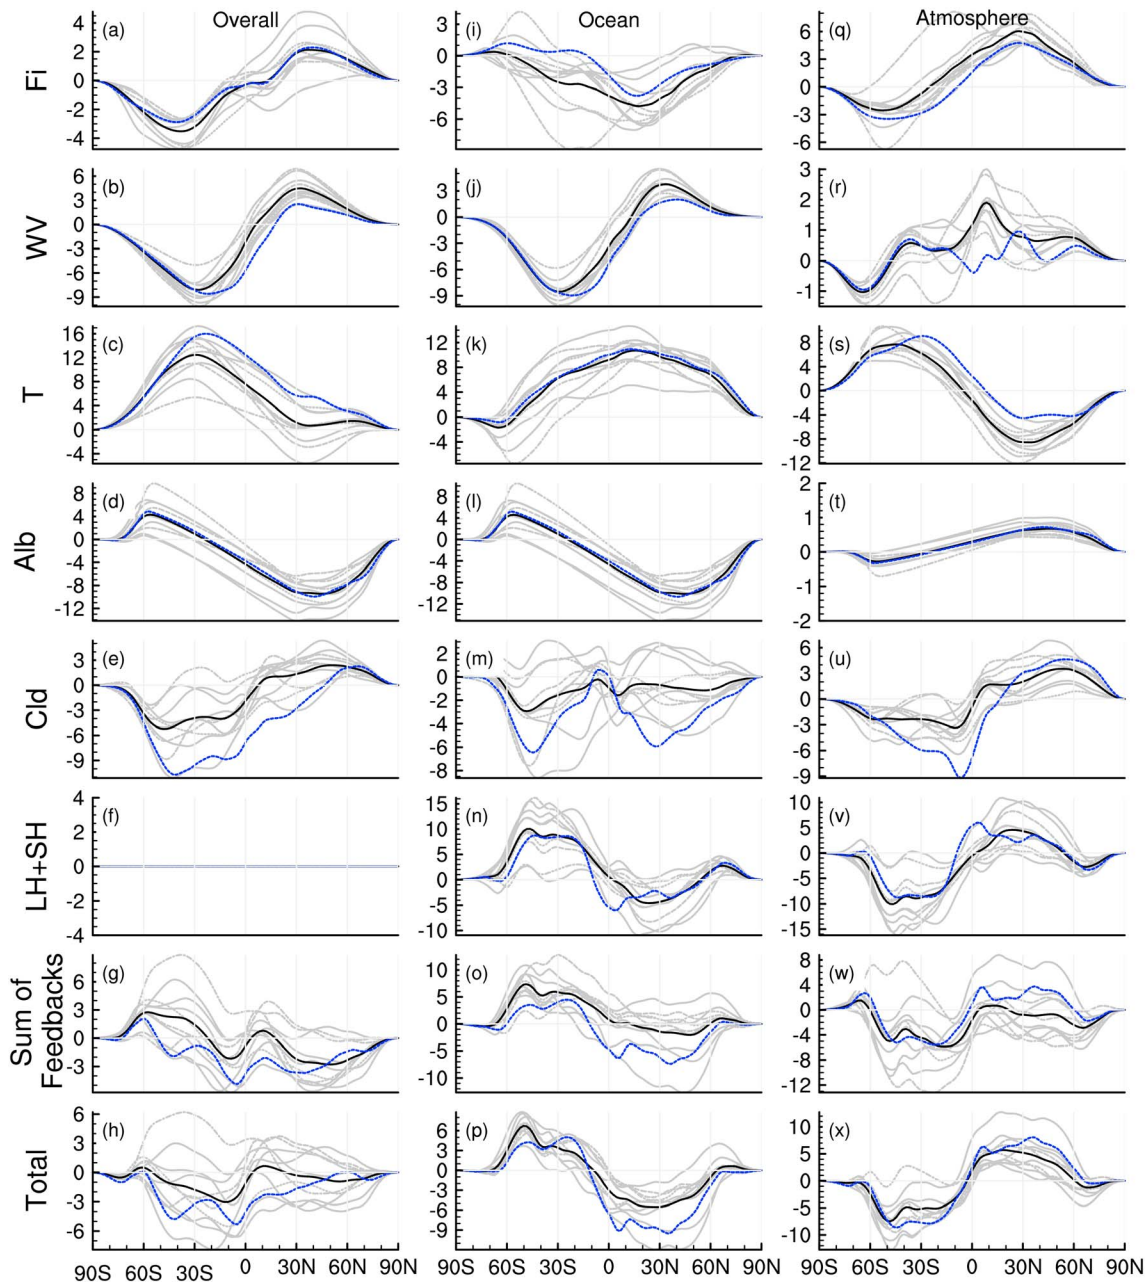 Overall Ocean Atmosphere
Fi
(a) 4 2 0 -2 -4
(i) 3 0 -3 -6
(q) 6 3 0 -3 -6
WV
(b) 6 3 0 -3 -6 -9
(j) 3 0 -3 -6 -9
(r) 3 2 1 0 -1
T
(c) 16 12 8 4 0 -4
(k) 12 8 4 0 -4
(s) 8 4 0 -4 -8 -12
Alb
(d) 8 4 0 -4 -8 -12
(l) 8 4 0 -4 -8 -12
(t) 2 1 0 -1 -2
Cld
(e) 3 0 -3 -6 -9
(m) 2 0 -2 -4 -6 -8
(u) 6 3 0 -3 -6 -9
LH+SH
(f) 4 2 0 -2 -4
(n) 15 10 5 0 -5 -10
(v) 10 5 0 -5 -10 -15
Sum of
Feedbacks
(g) 6 3 0 -3
(o) 10 5 0 -5 -10
(w) 8 4 0 -4 -8 -12
Total
(h) 6 3 0 -3 -6
(p) 6 3 0 -3 -6 -9
(x) 10 5 0 -5 -10
90S 60S 30S 0 30N 60N 90N 90S 60S 30S 0 30N 60N 90N 90S 60S 30S 0 30N 60N 90N